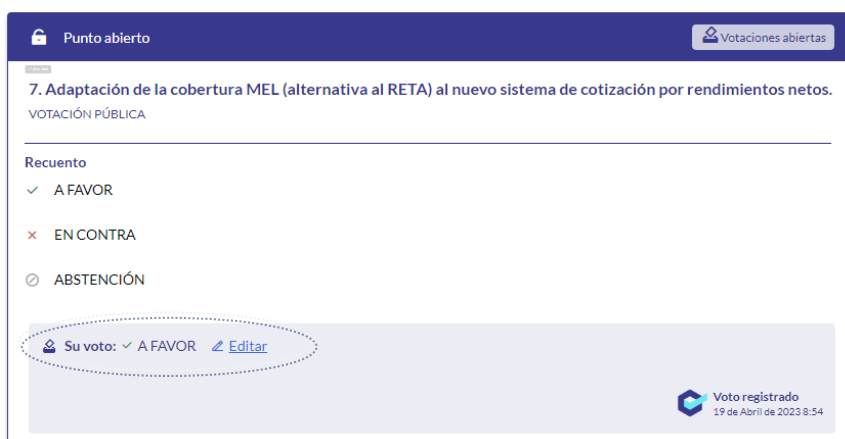 Punto abierto
Votaciones abiertas
7. Adaptación de la cobertura MEL (alternativa al RETA) al nuevo sistema de cotización por rendimientos netos.
VOTACIÓN PÚBLICA
Recuento
A FAVOR
EN CONTRA
ABSTENCIÓN
Su voto: A FAVOR Editar
Voto registrado
19 de Abril de 2023 8:54